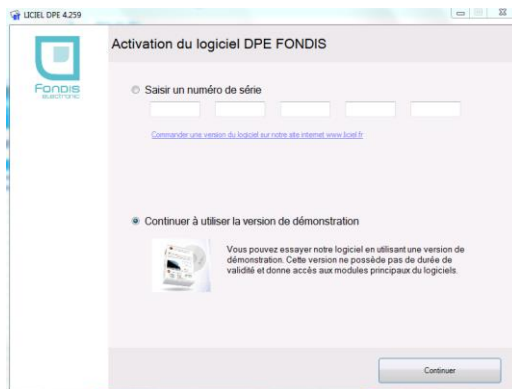 LICIEL DPE 4.259
FONDIS
ELECTRONIC
Activation du logiciel DPE FONDIS
Saisir un numéro de série
Commander une version du logiciel sur notre site internet www.liciel.fr
Continuer à utiliser la version de démonstration
Vous pouvez essayer notre logiciel en utilisant une version de
démonstration. Cette version ne possède pas de durée de
validité et donne accès aux modules principaux du logiciels.
Continuer